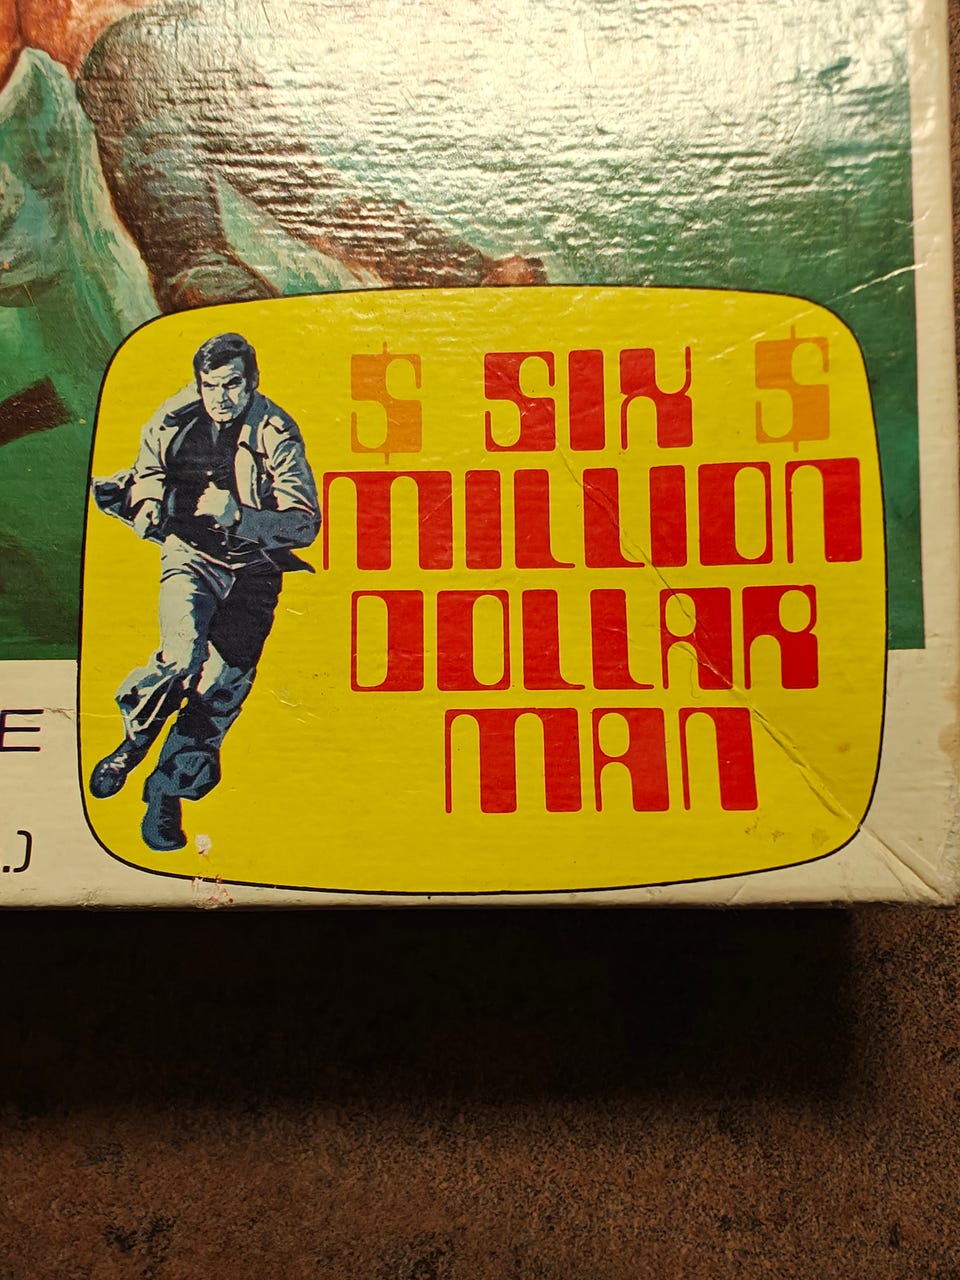 $ SIX $
MILLION
DOLLAR
MAN
E
.)